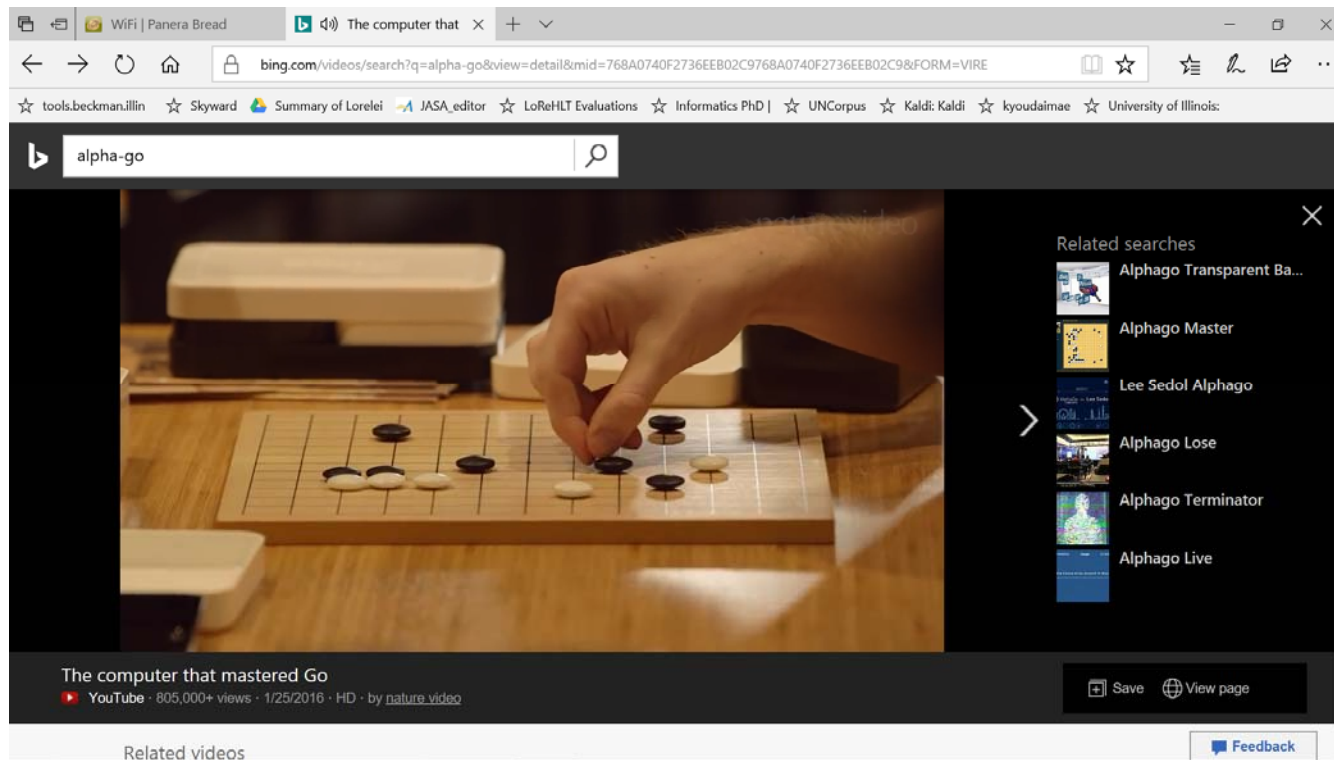 WiFi | Panera Bread
The computer that
bing.com/videos/search?q=alpha-go&view=detail&mid=768A0740F2736EEB02C9768A0740F2736EEB02C9&FORM=VIRE
tools.beckman.illin Skyward Summary of Lorelei JASA_editor LoReHLT Evaluations Informatics PhD | UNCorpus Kaldi: Kaldi kyoudaimae University of Illinois:
alpha-go
nature video
Related searches
Alphago Transparent Ba...
Alphago Master
Lee Sedol Alphago
Alphago Lose
Alphago Terminator
Alphago Live
The computer that mastered Go
YouTube · 805,000+ views · 1/25/2016 · HD · by nature video
Save View page
Related videos
Feedback